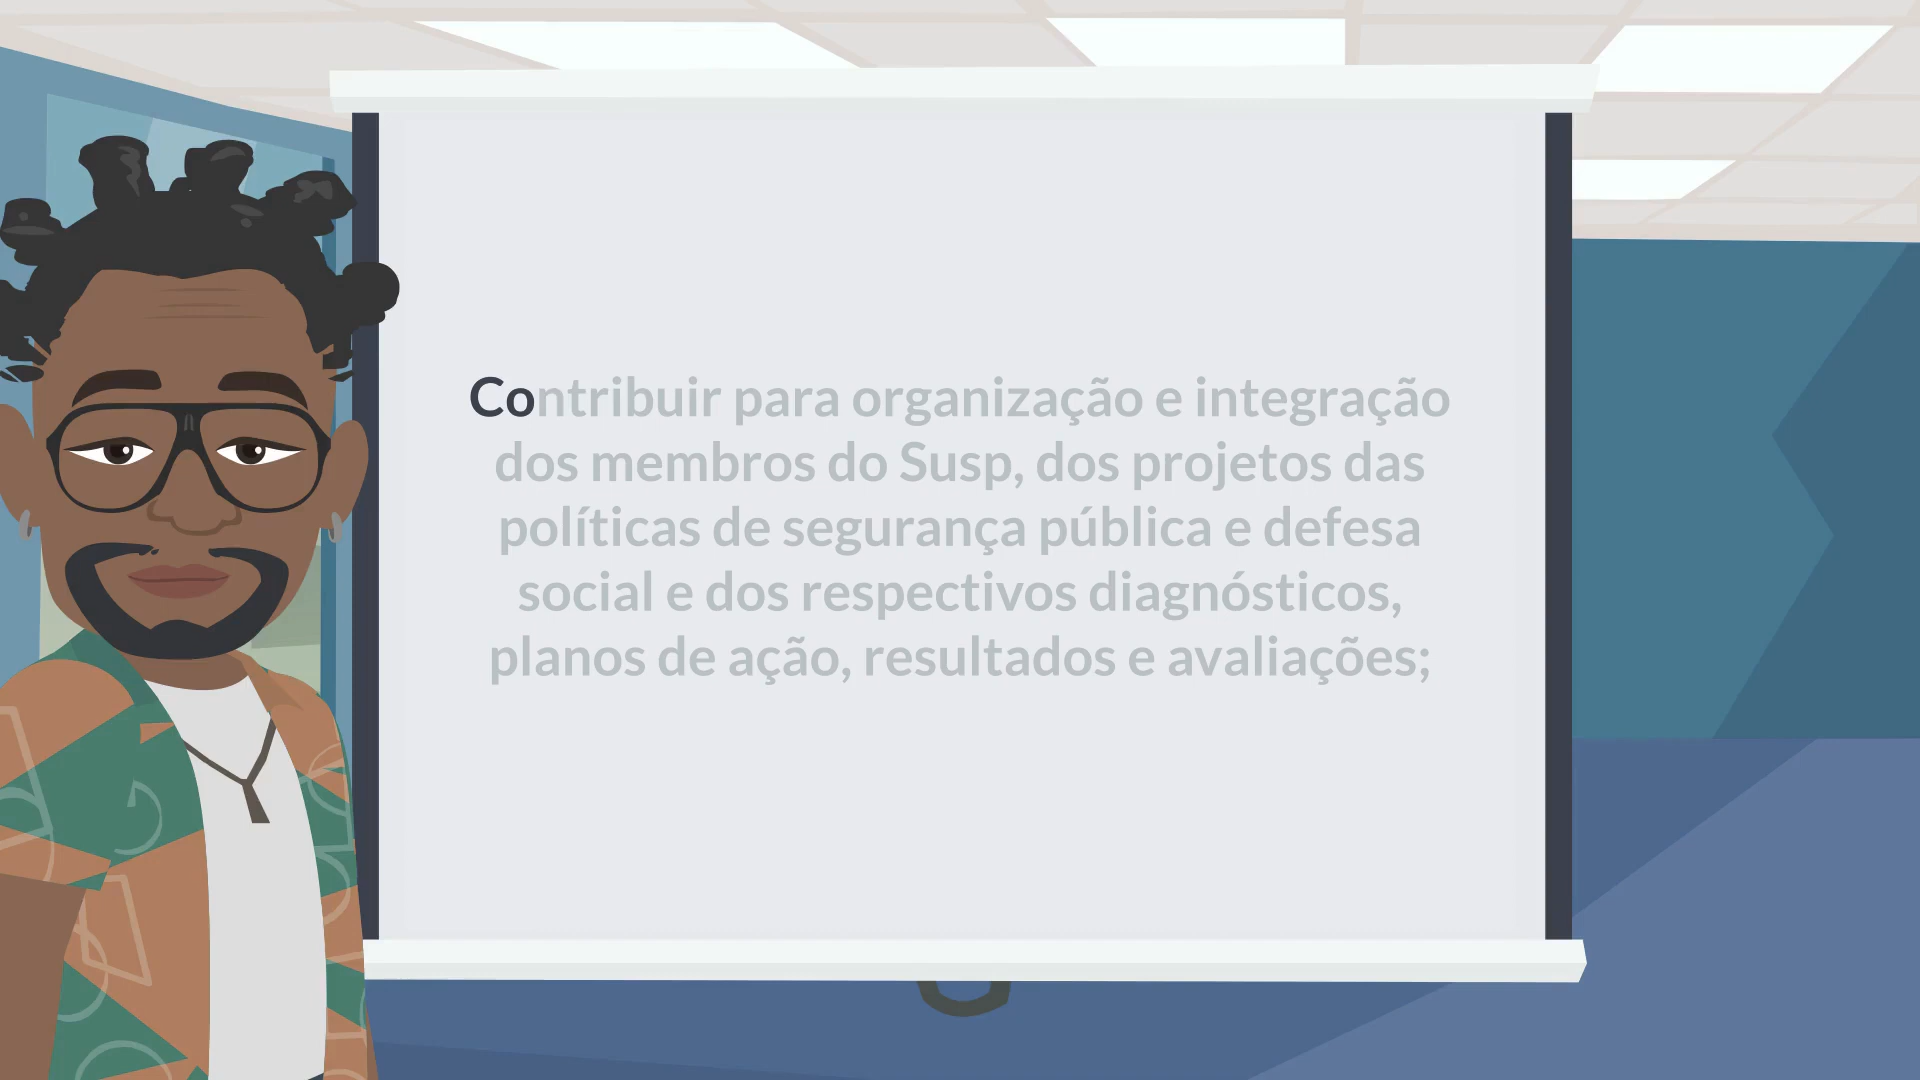 Contribuir para organização e integração
dos membros do Susp, dos projetos das
políticas de segurança pública e defesa
social e dos respectivos diagnósticos,
planos de ação, resultados e avaliações;